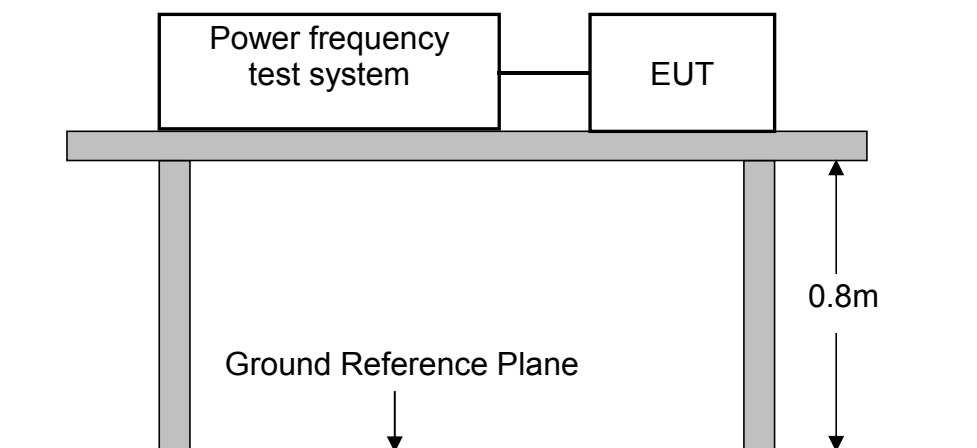 Power frequency
test system
EUT
0.8m
Ground Reference Plane